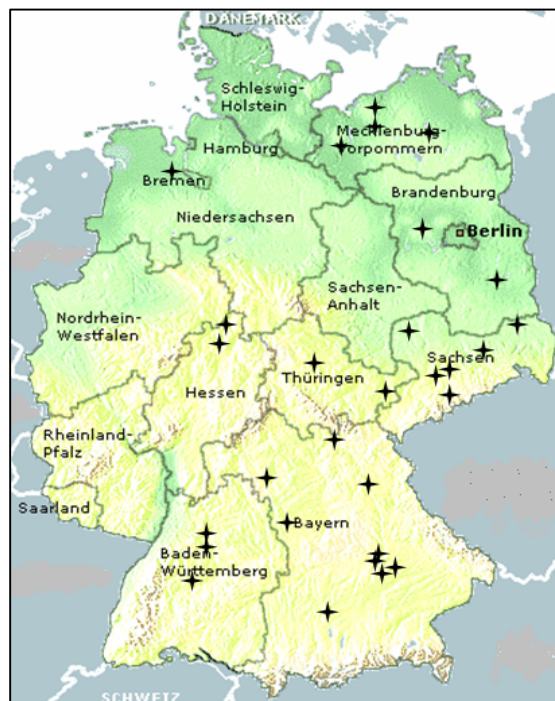 DÄNEMARK
Schleswig-
Holstein
Mecklenburg-
orpommern
Hamburg
Bremen
Brandenburg
Niedersachsen
Berlin
Sachsen-
Anhalt
Nordrhein-
Westfalen
Sachsen
Thüringen
Hessen
Rheinland-
Pfalz
Saarland
Bayern
Baden-
Württemberg
SCHWEIZ